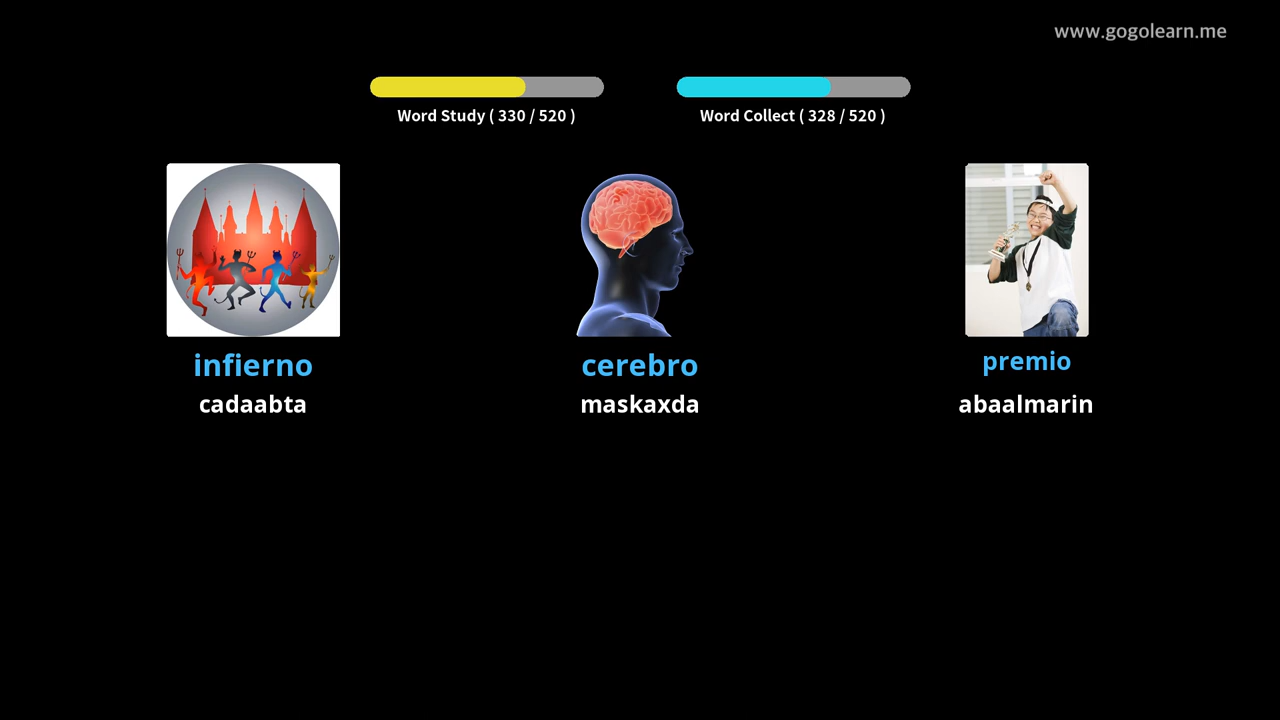 www.gogolearn.me
Word Study ( 330 / 520 )
Word Collect ( 328 / 520 )
infierno
cerebro
premio
cadaabta
maskaxda
abaalmarin